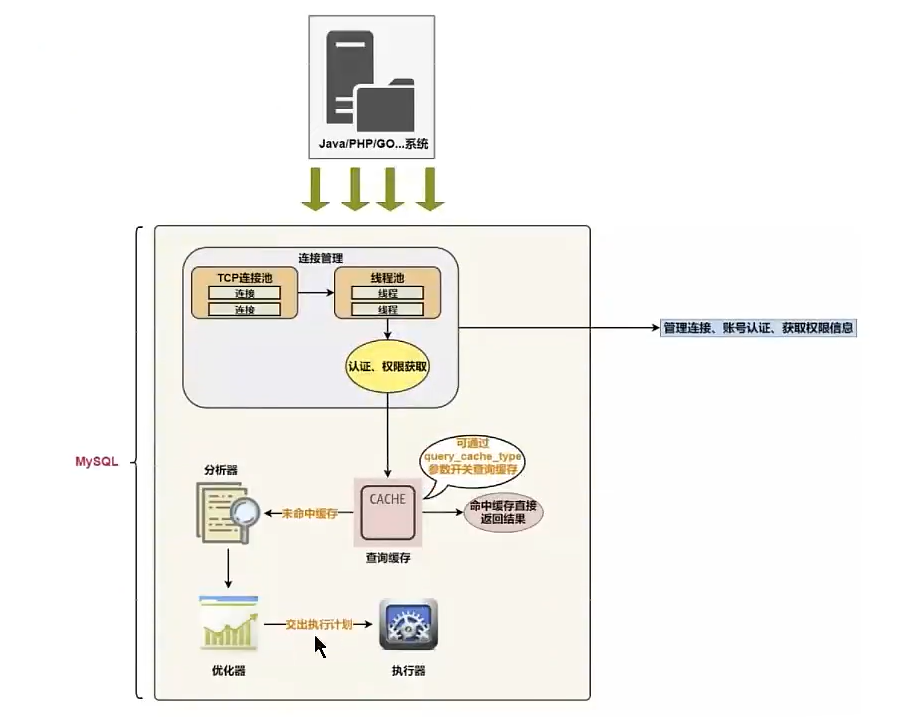 Java/PHP/GO...系统
连接管理
TCP连接池
连接
连接
线程池
线程
线程
认证、权限获取
管理连接、账号认证、获取权限信息
MySQL
可通过
query_cache_type
参数开关查询缓存
分析器
未命中缓存
CACHE
命中缓存直接
返回结果
查询缓存
交出执行计划
优化器
执行器